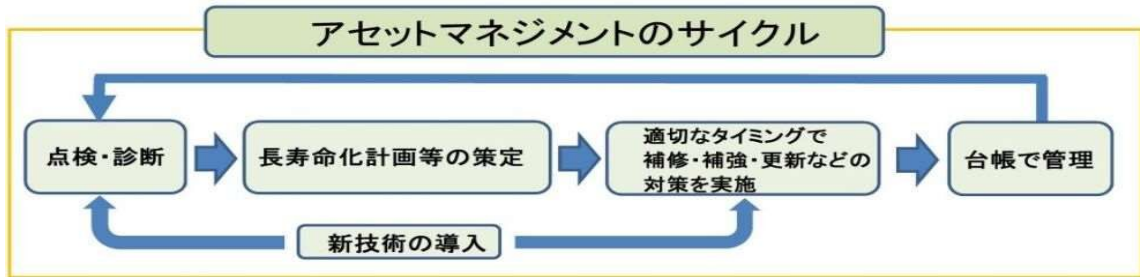 アセットマネジメントのサイクル
点検・診断
長寿命化計画等の策定
適切なタイミングで
補修・補強・更新などの
対策を実施
台帳で管理
新技術の導入